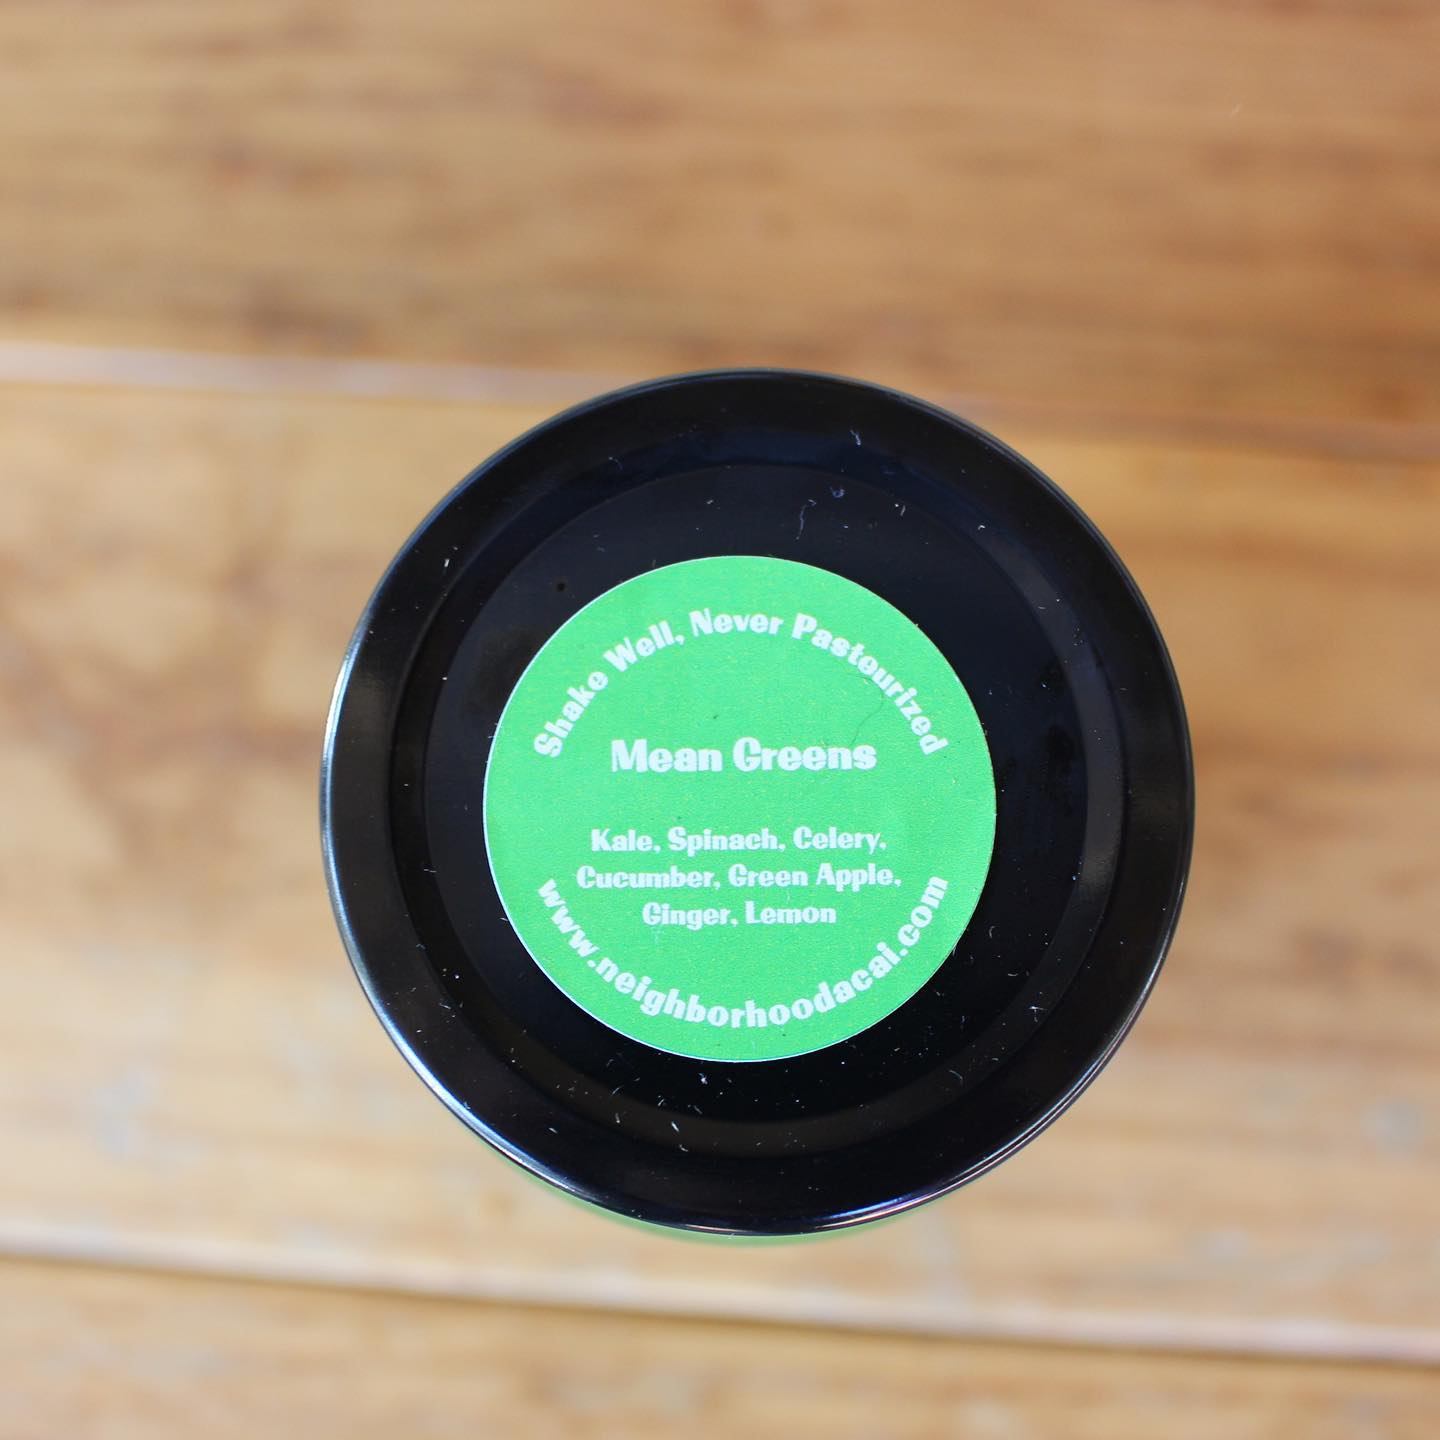 Shake Well, Never Pasteurized
Mean Greens
Kale, Spinach, Celery,
Cucumber, Green Apple,
Ginger, Lemon
www.neighborhoodacai.com